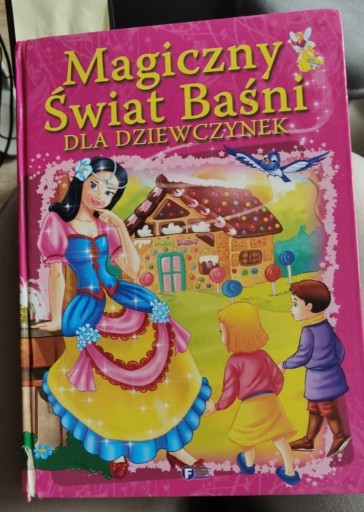 Magiczny
Świat Baśni
DLA DZIEWCZYNEK